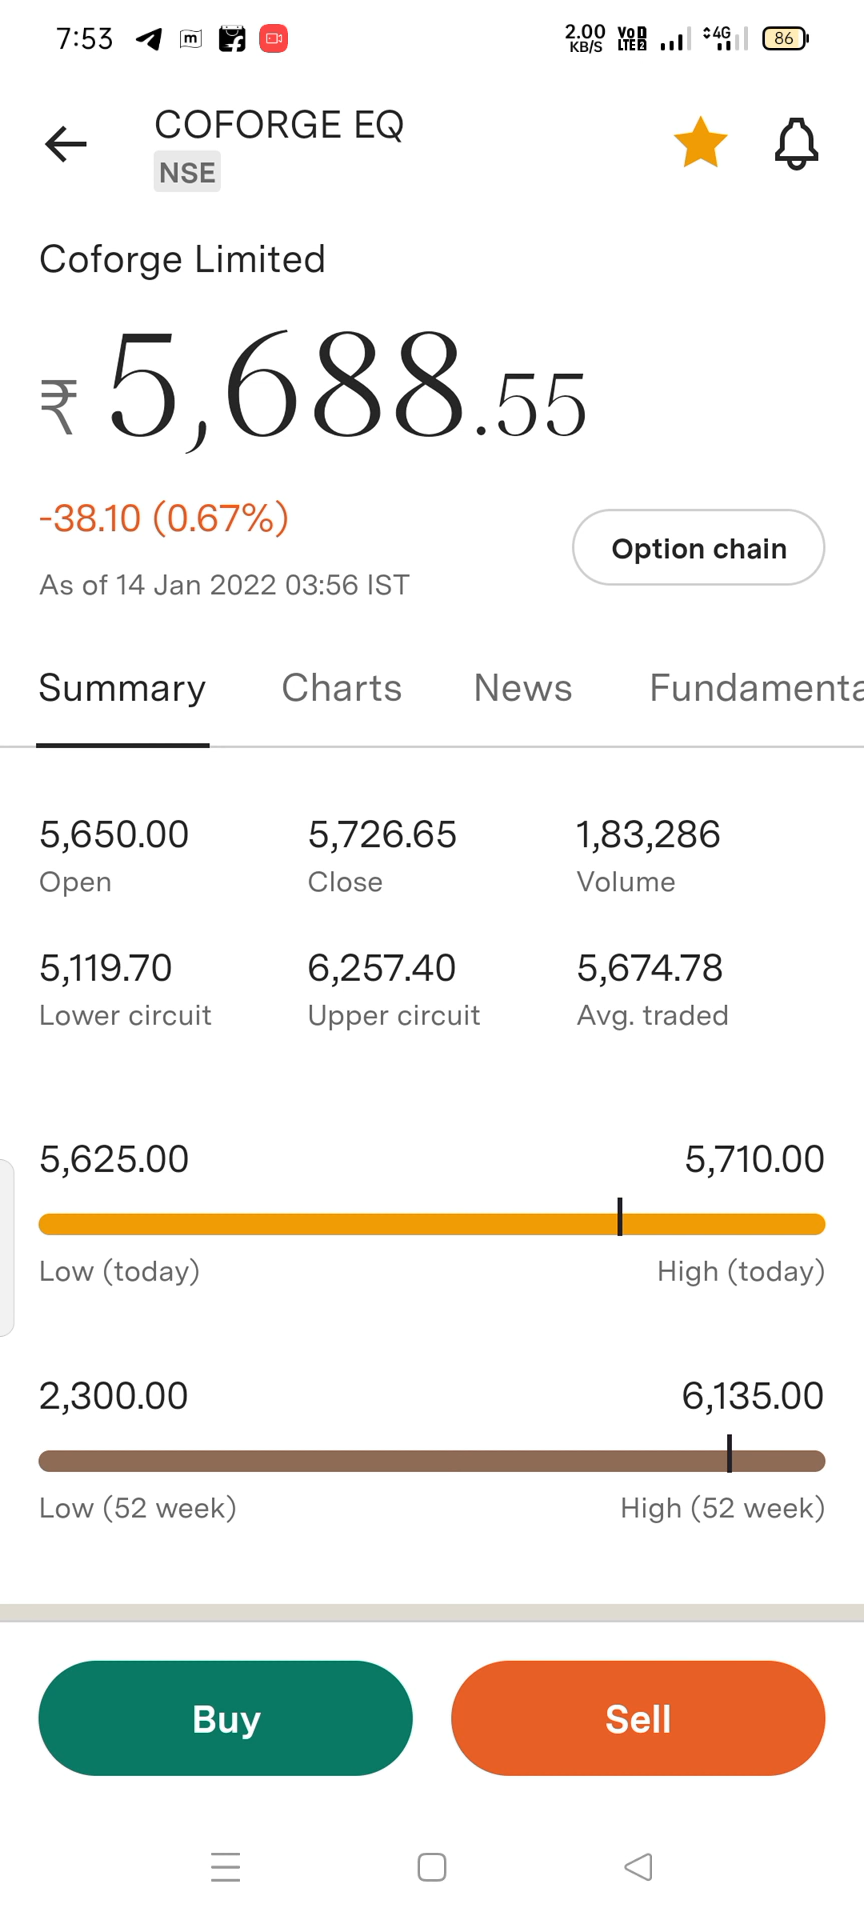 7:53 m 2.00 KB/S VoD LTE2 4G 86
COFORGE EQ
NSE
Coforge Limited
₹ 5,688.55
-38.10 (0.67%)
Option chain
As of 14 Jan 2022 03:56 IST
Summary Charts News Fundamenta
5,650.00 5,726.65 1,83,286
Open Close Volume
5,119.70 6,257.40 5,674.78
Lower circuit Upper circuit Avg. traded
5,625.00 5,710.00
Low (today) High (today)
2,300.00 6,135.00
Low (52 week) High (52 week)
Buy Sell